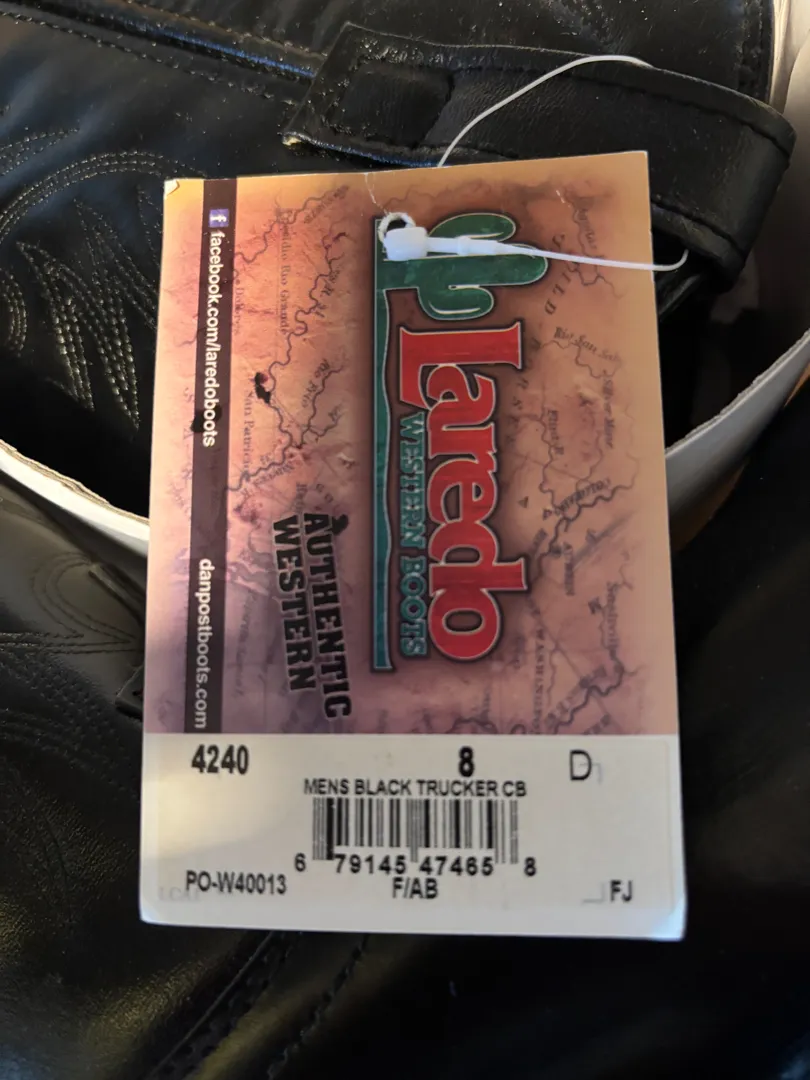 facebook.com/laredoboots
danpostboots.com
Laredo
WESTERN BOOTS
AUTHENTIC
WESTERN
4240 8 D
MENS BLACK TRUCKER CB
6 79145 47465 8
PO-W40013 F/AB FJ